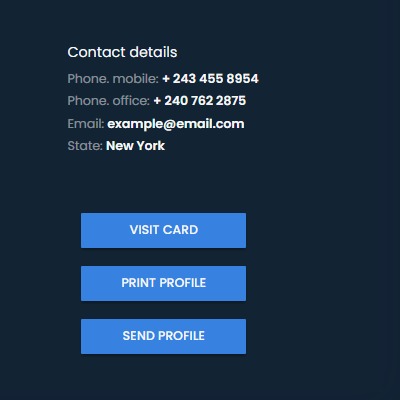 Contact details
Phone. mobile: + 243 455 8954
Phone. office: + 240 762 2875
Email: example@email.com
State: New York
VISIT CARD
PRINT PROFILE
SEND PROFILE